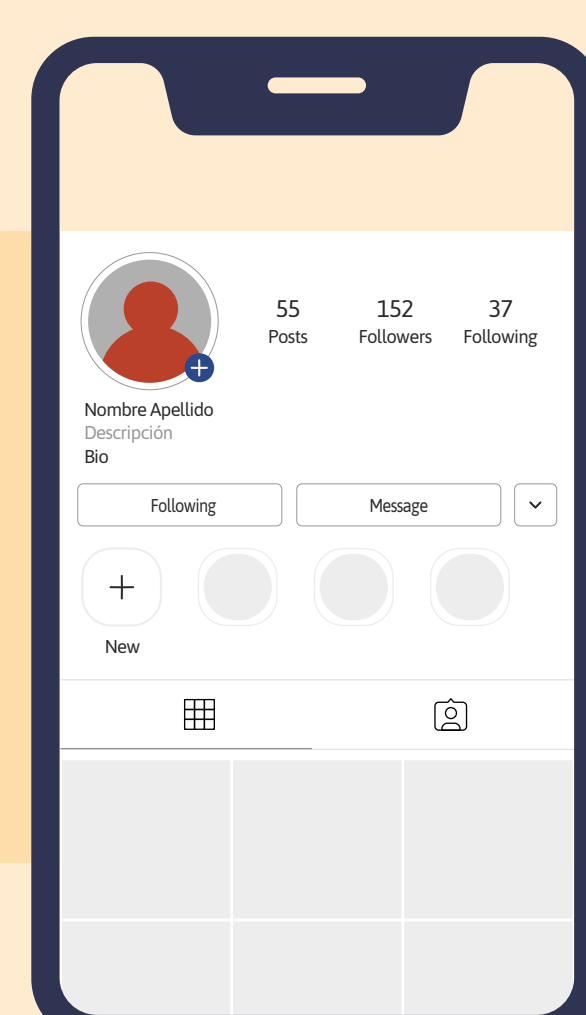 55 152 37
Posts Followers Following
Nombre Apellido
Descripción
Bio
Following Message
New